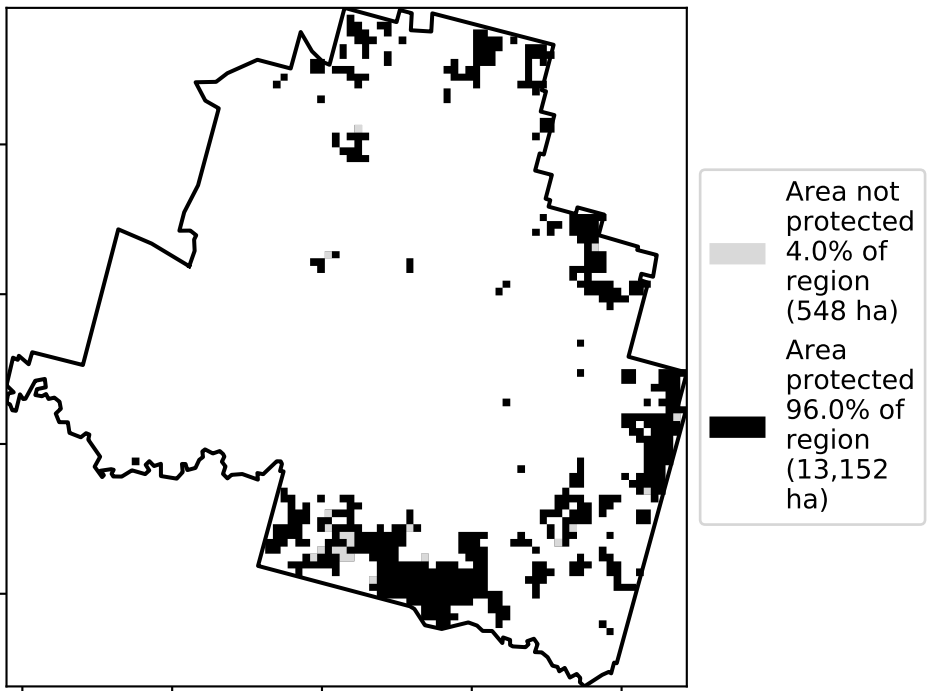 Area not
protected
4.0% of
region
(548 ha)
Area
protected
96.0% of
region
(13,152
ha)